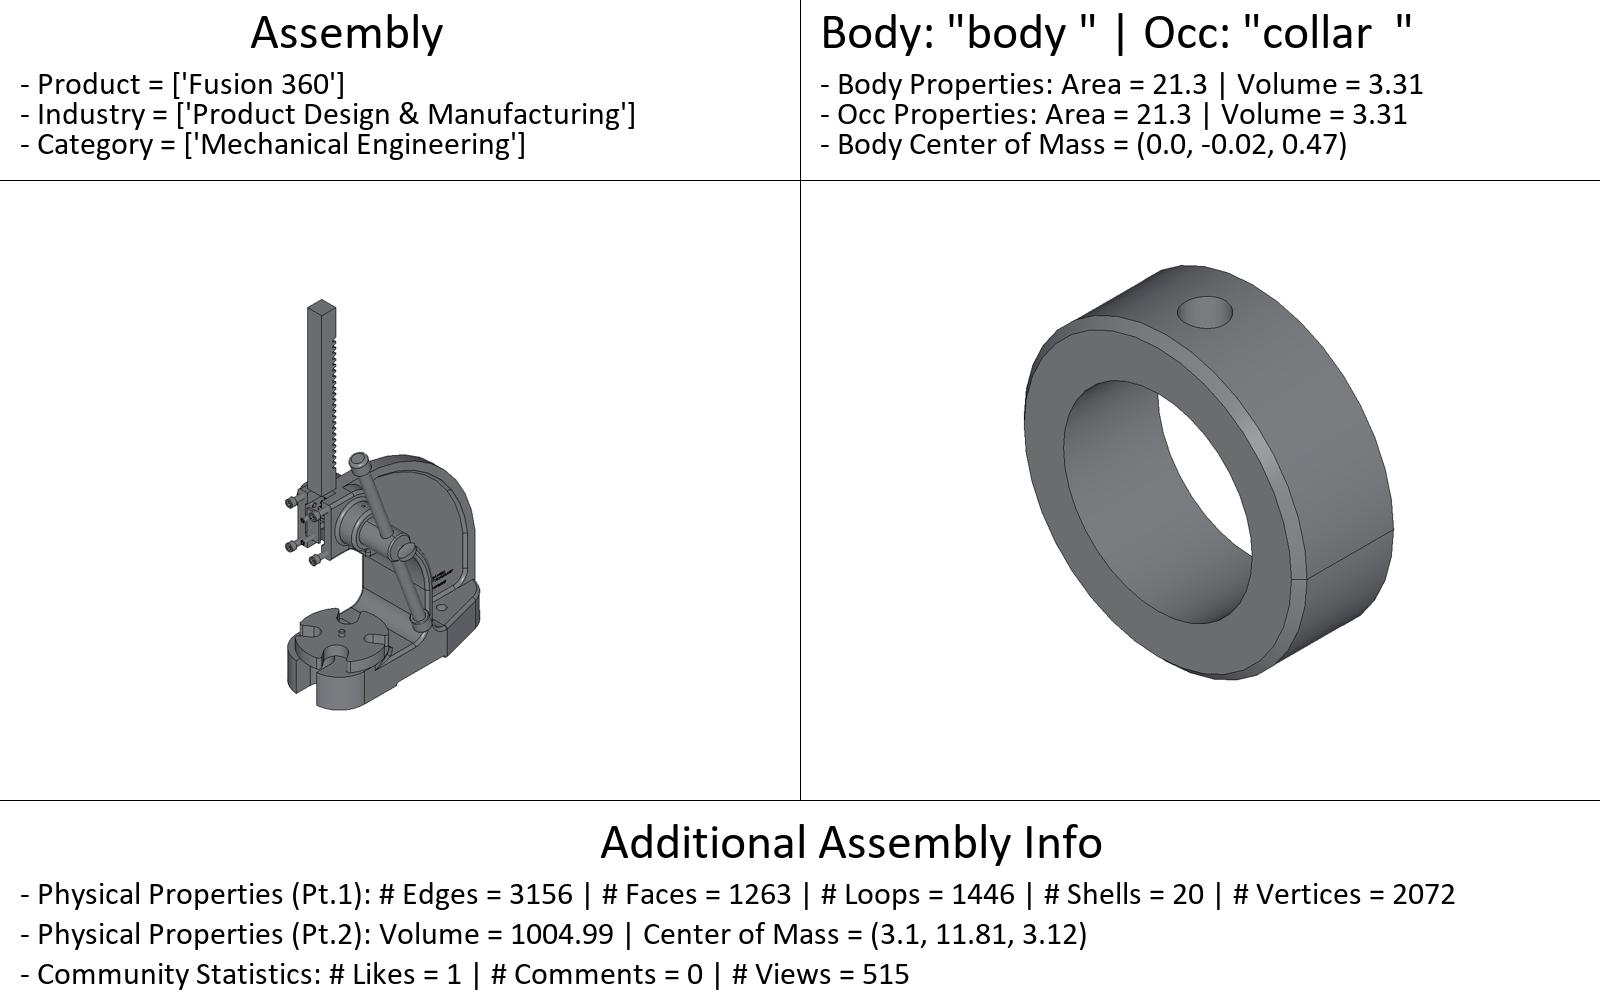 Assembly
- Product = ['Fusion 360']
- Industry = ['Product Design & Manufacturing']
- Category = ['Mechanical Engineering']
Body: "body " | Occ: "collar  "
- Body Properties: Area = 21.3 | Volume = 3.31
- Occ Properties: Area = 21.3 | Volume = 3.31
- Body Center of Mass = (0.0, -0.02, 0.47)
Additional Assembly Info
- Physical Properties (Pt.1): # Edges = 3156 | # Faces = 1263 | # Loops = 1446 | # Shells = 20 | # Vertices = 2072
- Physical Properties (Pt.2): Volume = 1004.99 | Center of Mass = (3.1, 11.81, 3.12)
- Community Statistics: # Likes = 1 | # Comments = 0 | # Views = 515